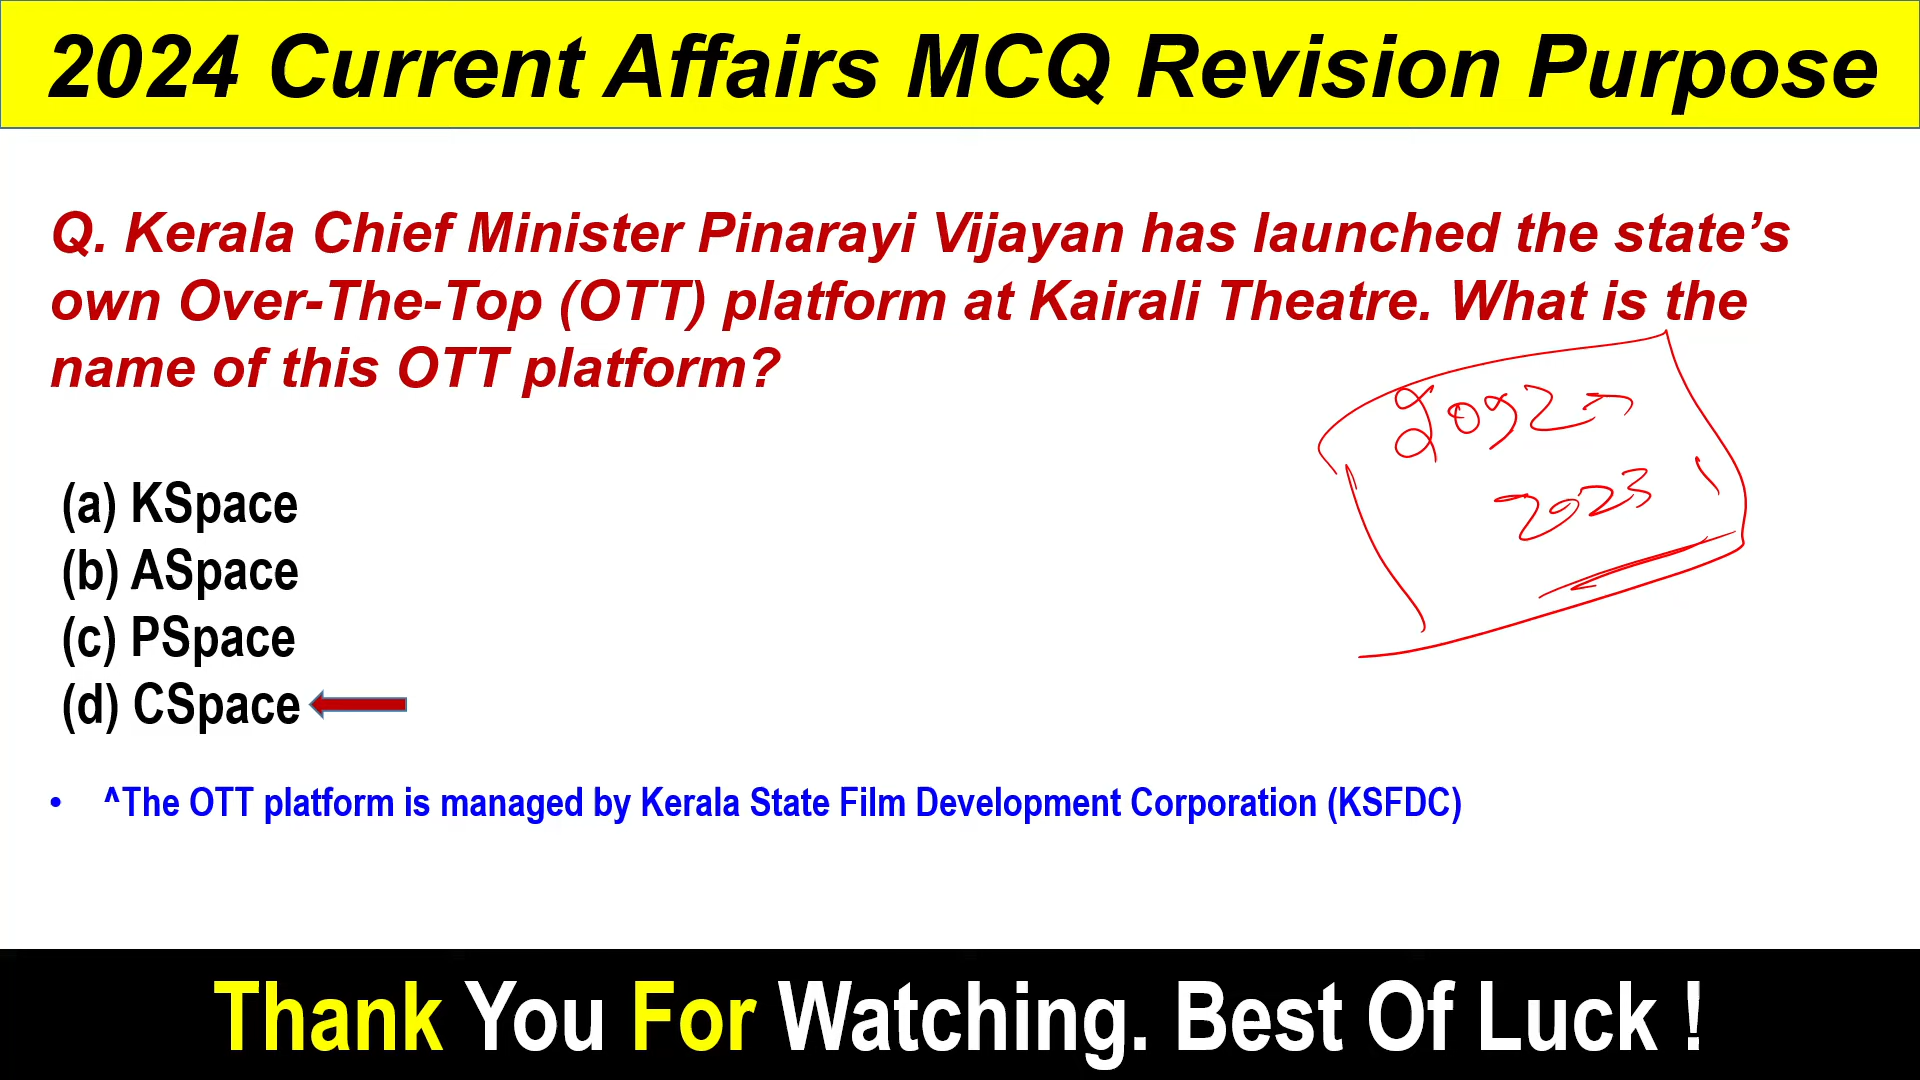 2024 Current Affairs MCQ Revision Purpose
Q. Kerala Chief Minister Pinarayi Vijayan has launched the state’s
own Over-The-Top (OTT) platform at Kairali Theatre. What is the
name of this OTT platform?
(a) KSpace
(b) ASpace
(c) PSpace
(d) CSpace
2023
• ^The OTT platform is managed by Kerala State Film Development Corporation (KSFDC)
Thank You For Watching. Best Of Luck !